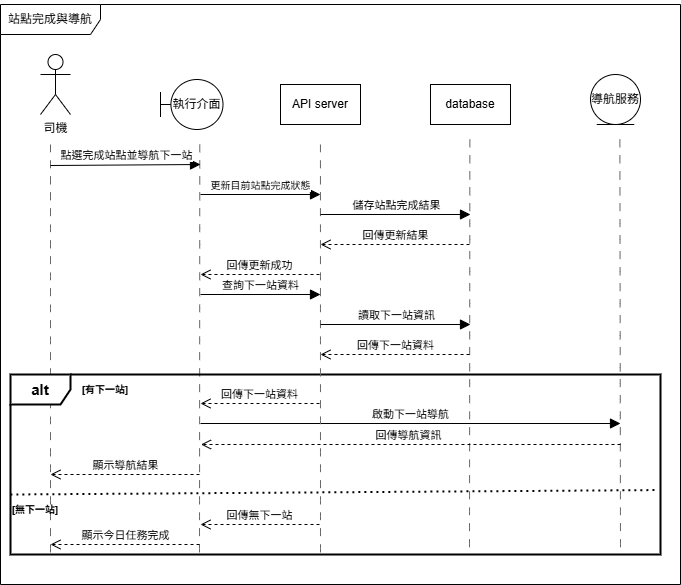 站點完成與導航
司機
執行介面
API server
database
導航服務
點選完成站點並導航下一站
更新目前站點完成狀態
儲存站點完成結果
回傳更新結果
回傳更新成功
查詢下一站資料
讀取下一站資訊
回傳下一站資料
alt
[有下一站]
回傳下一站資料
啟動下一站導航
回傳導航資訊
顯示導航結果
[無下一站]
回傳無下一站
顯示今日任務完成